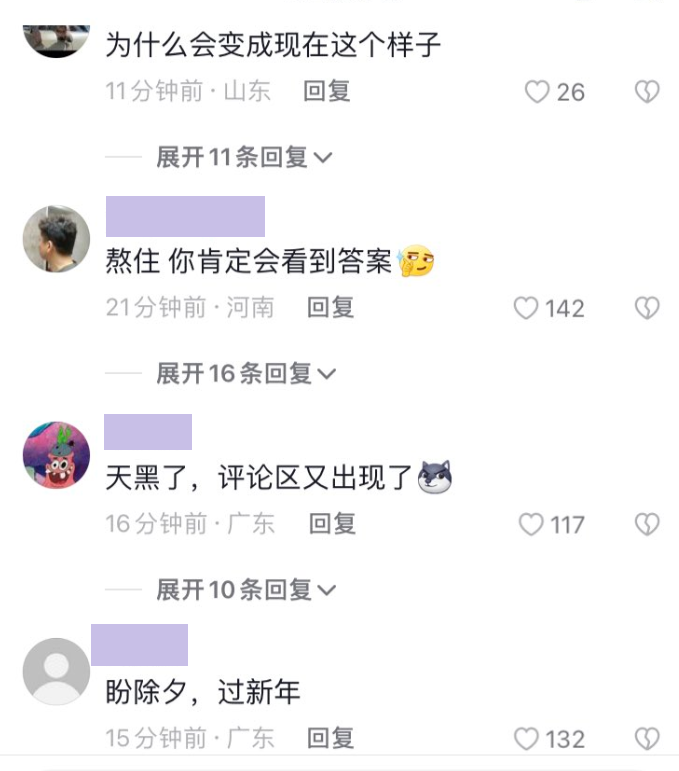 为什么会变成现在这个样子
11分钟前·山东 回复 26
展开11条回复
熬住 你肯定会看到答案
21分钟前·河南 回复 142
展开16条回复
天黑了，评论区又出现了
16分钟前·广东 回复 117
展开10条回复
盼除夕，过新年
15分钟前·广东 回复 132